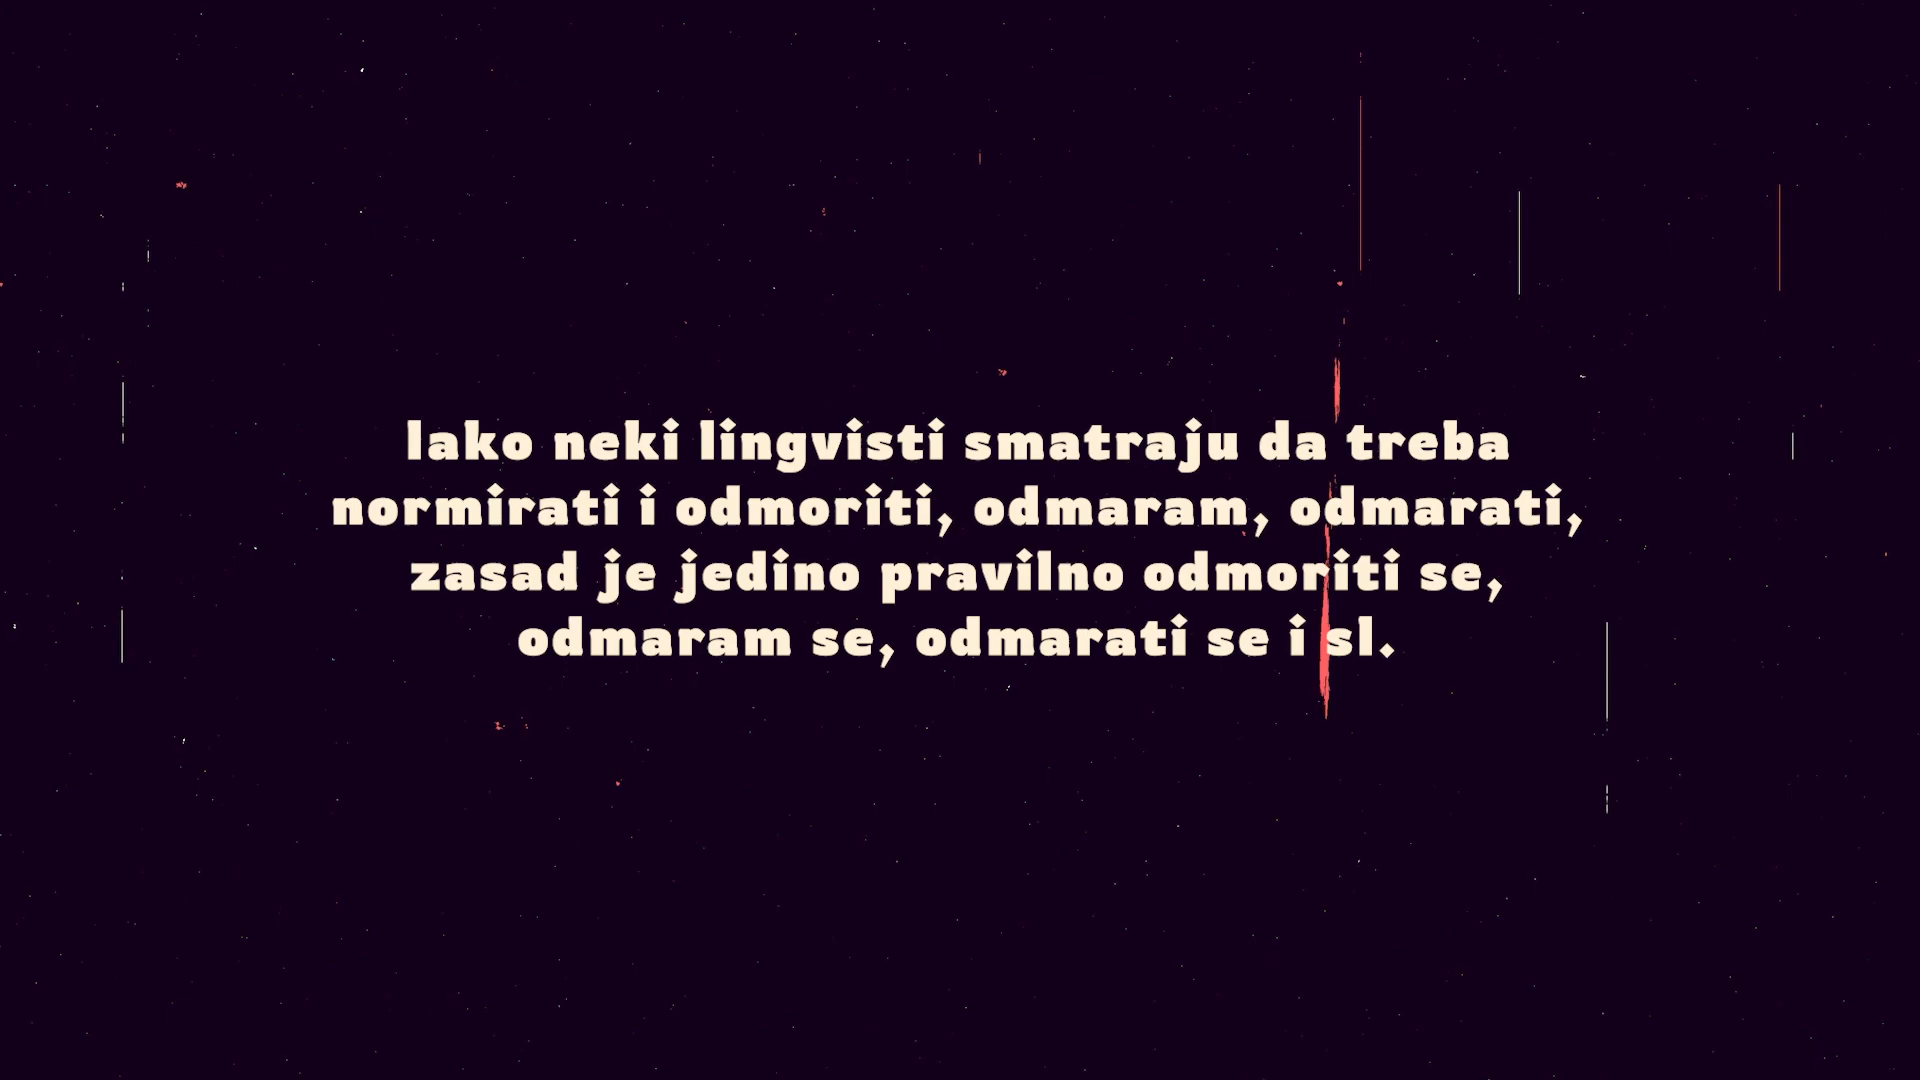 Iako neki lingvisti smatraju da treba
normirati i odmoriti, odmaram, odmarati,
zasad je jedino pravilno odmoriti se,
odmaram se, odmarati se i sl.